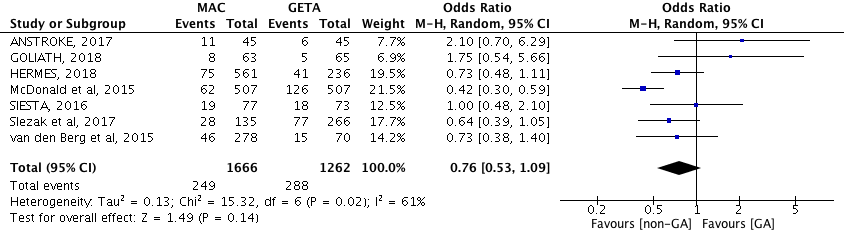 MAC GETA Odds Ratio Odds Ratio
Study or Subgroup Events Total Events Total Weight M-H, Random, 95% CI M-H, Random, 95% CI
ANSTROKE, 2017 11 45 6 45 7.7% 2.10 [0.70, 6.29]
GOLIATH, 2018 8 63 5 65 6.9% 1.75 [0.54, 5.66]
HERMES, 2018 75 561 41 236 19.5% 0.73 [0.48, 1.11]
McDonald et al, 2015 62 507 126 507 21.7% 0.42 [0.30, 0.59]
SIESTA, 2016 19 77 18 73 12.5% 1.00 [0.48, 2.10]
Slezak et al, 2017 28 135 77 266 17.4% 0.64 [0.39, 1.05]
van den Berg et al, 2015 46 278 15 70 14.2% 0.73 [0.38, 1.40]
Total (95% CI) 1666 1262 100.0% 0.76 [0.53, 1.09]
Total events 249 288
Heterogeneity: Tau² = 0.13; Chi² = 15.32, df = 6 (P = 0.02); I² = 61%
Test for overall effect: Z = 1.49 (P = 0.14)
0.2 0.5 1 2 5
Favours [non-GA] Favours [GA]